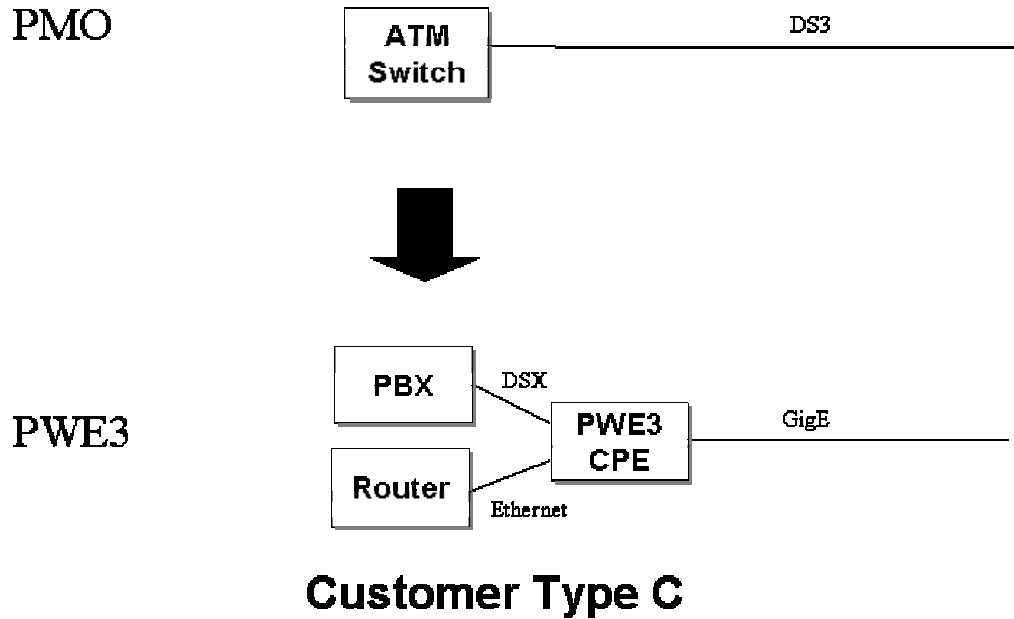 PMO
ATM
Switch
DS3
PBX
DSX
PWE3
PWE3
CPE
GigE
Router
Ethernet
Customer Type C